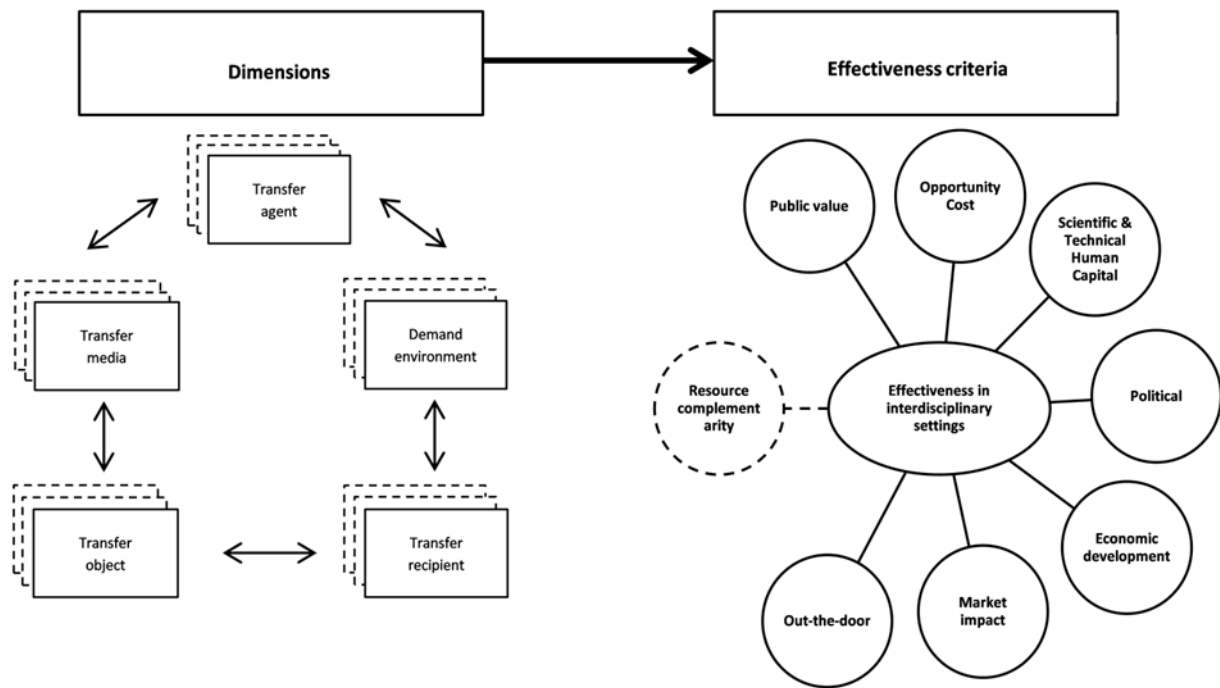 Dimensions
Effectiveness criteria
Transfer
agent
Transfer
media
Demand
environment
Transfer
object
Transfer
recipient
Public value
Opportunity
Cost
Scientific &
Technical
Human
Capital
Resource
complement
arity
Effectiveness in
interdisciplinary
settings
Political
Economic
development
Market
impact
Out-the-door